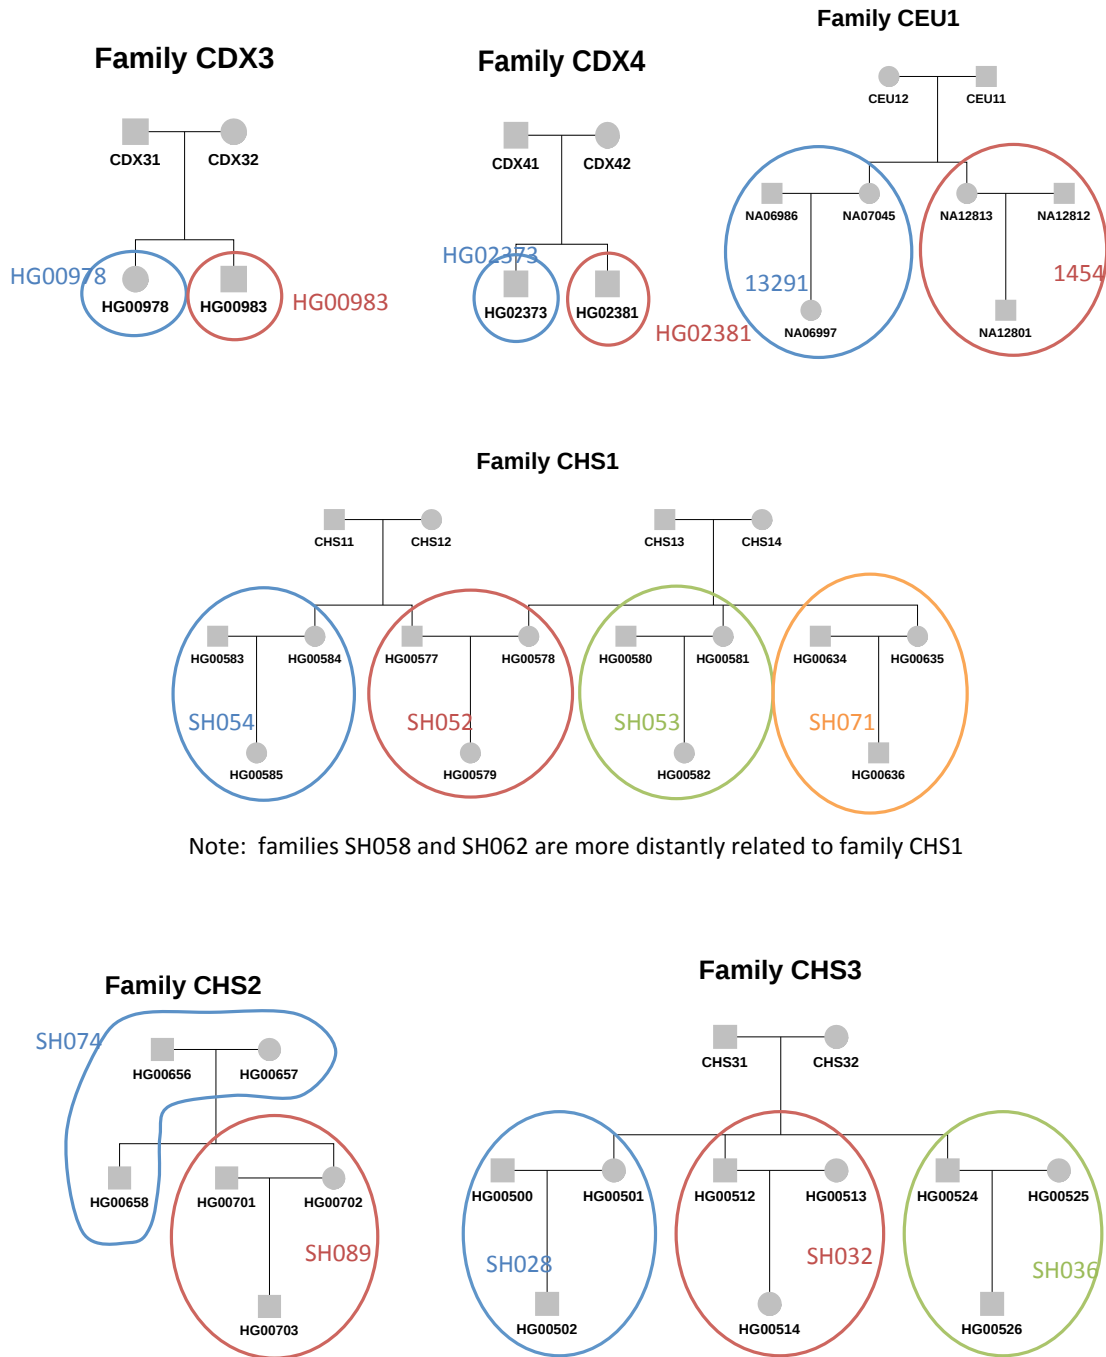 Family CDX3
Family CDX4
Family CEU1
CEU12
CEU11
CDX31
CDX32
CDX41
CDX42
NA06986
NA07045
NA12813
NA12812
HG00978
HG00978
HG00983
HG00983
HG02373
HG02373
HG02381
HG02381
13291
NA06997
1454
NA12801
Family CHS1
CHS11
CHS12
CHS13
CHS14
HG00583
HG00584
HG00577
HG00578
HG00580
HG00581
HG00634
HG00635
SH054
SH052
SH053
SH071
HG00585
HG00579
HG00582
HG00636
Note: families SH058 and SH062 are more distantly related to family CHS1
Family CHS2
SH074
HG00656
HG00657
HG00658
HG00701
HG00702
SH089
HG00703
Family CHS3
CHS31
CHS32
HG00500
HG00501
HG00512
HG00513
HG00524
HG00525
SH028
SH032
SH036
HG00502
HG00514
HG00526